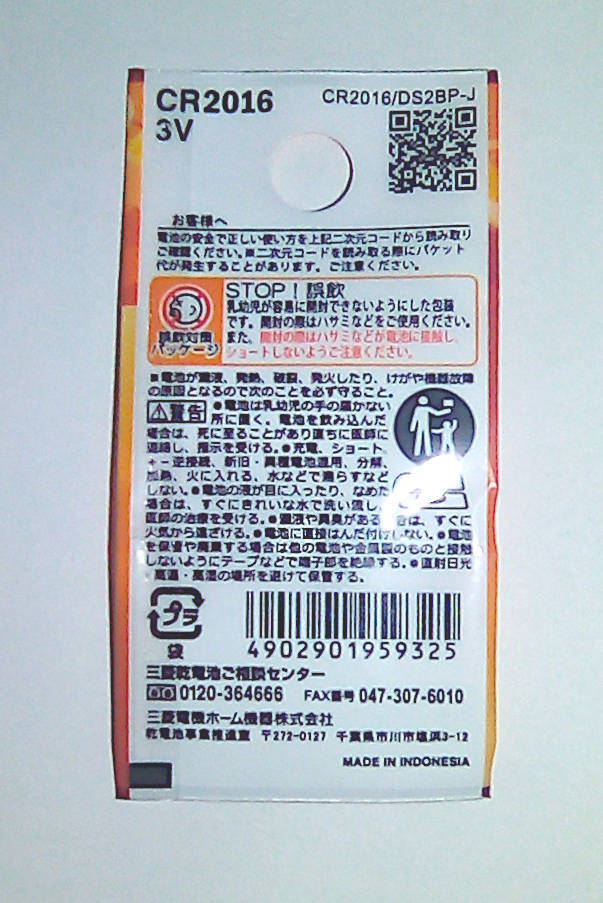 CR2016
3V
CR2016/DS2BP-J
お客様へ
電池の安全で正しい使い方を上記二次元コードから読み取り
ご確認ください。※二次元コードを読み取る際にパケット
代が発生することがあります。ご注意ください。
誤飲対策
パッケージ
STOP!誤飲
乳幼児が容易に開封できないようにした包装
です。開封の際はハサミなどをご使用ください。
また、開封の際はハサミなどが電池に接触し、
ショートしないようご注意ください。
■電池が漏液、発熱、破裂、発火したり、けがや機器故障
の原因となるので次のことを必ず守ること。
⚠警告 ●電池は乳幼児の手の届かない
所に置く。電池を飲み込んだ
場合は、死に至ることがあり直ちに医師に
連絡し、指示を受ける。●充電、ショート、
+-逆接続、新旧・異種電池混用、分解、
加熱、火に入れる、水などで濡らすなど
しない。●電池の液が目に入ったり、なめた
場合は、すぐにきれいな水で洗い流し、
医師の治療を受ける。●漏液や異臭がある 合は、すぐに
火気から遠ざける。●電池に直接はんだ付けしない。●電池
を保管や廃棄する場合は他の電池や金属製のものと接触
しないようにテープなどで端子部を絶縁する。●直射日光
・高温・高湿の場所を避けて保管する。
プラ
袋
4902901959325
三菱乾電池ご相談センター
0120-364666 FAX番号 047-307-6010
三菱電機ホーム機器株式会社
乾電池事業推進室 〒272-0127 千葉県市川市塩浜3-12
MADE IN INDONESIA